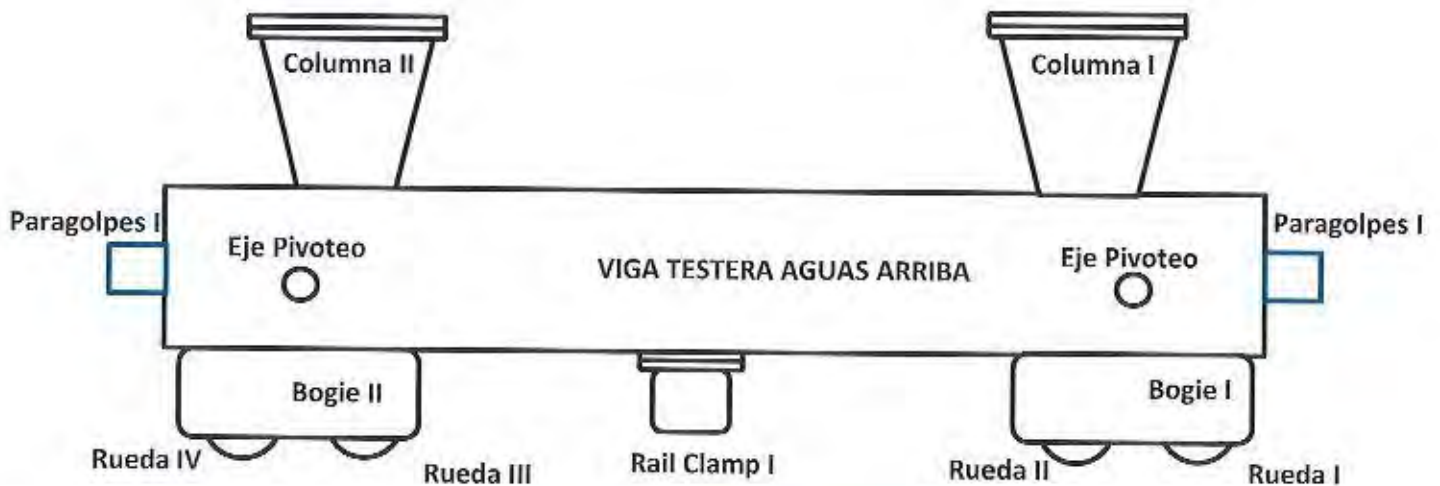 Columna II
Columna I
Paragolpes I
Eje Pivoteo
VIGA TESTERA AGUAS ARRIBA
Eje Pivoteo
Paragolpes I
Bogie II
Bogie I
Rueda IV
Rueda III
Rail Clamp I
Rueda II
Rueda I